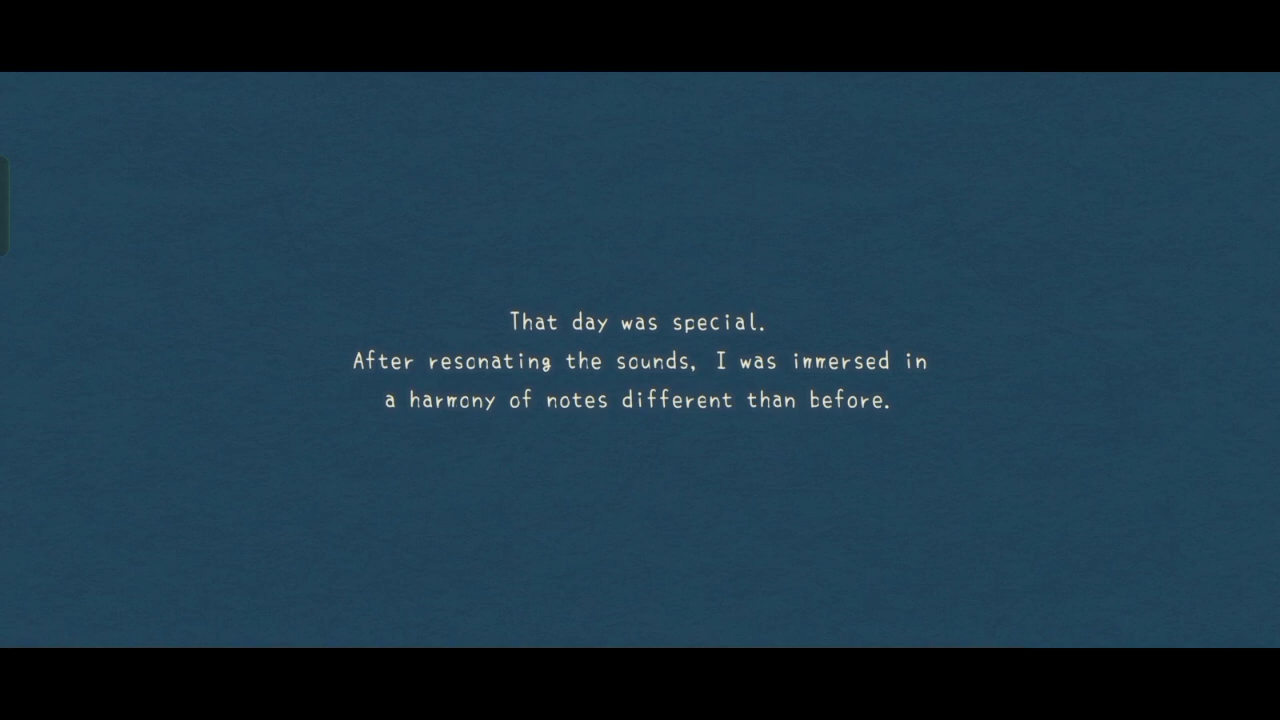 That day was special.
After resonating the sounds, I was immersed in
a harmony of notes different than before.